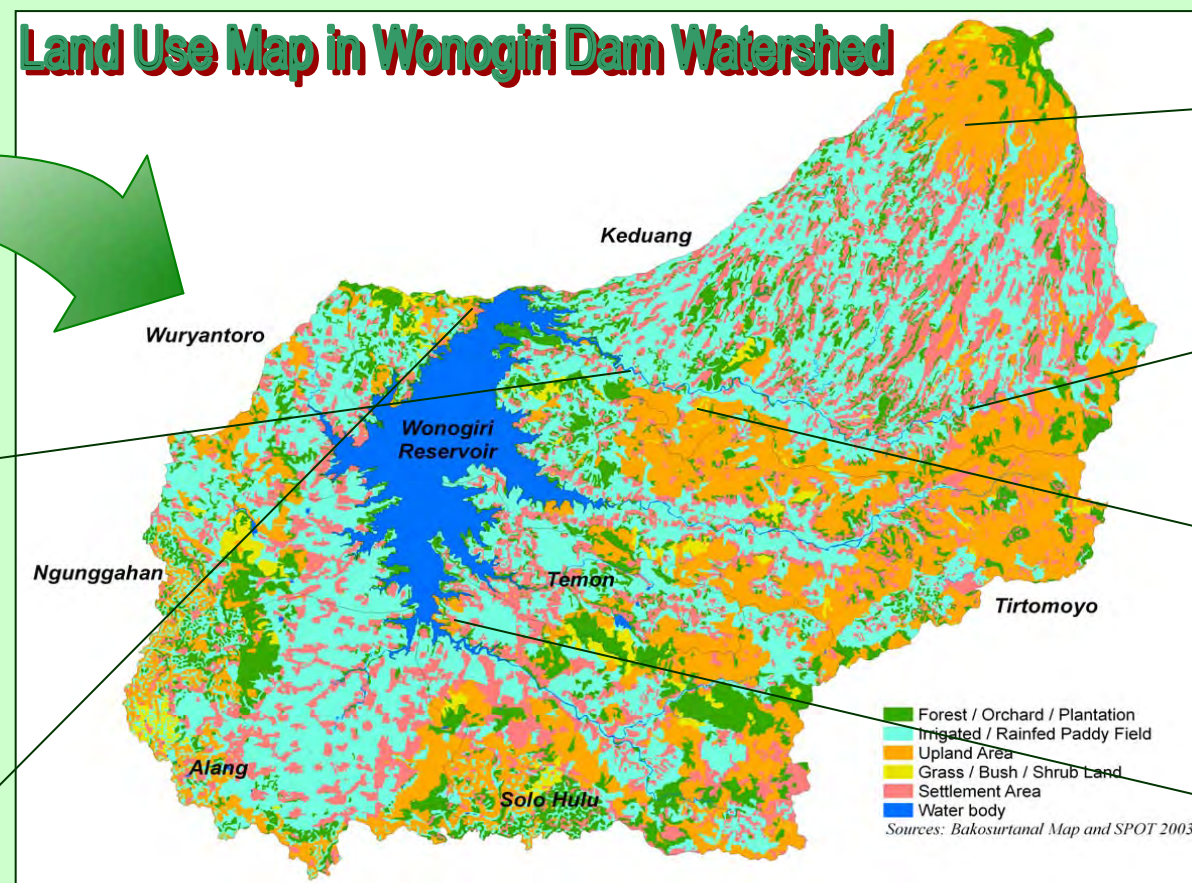 Land Use Map in Wonogiri Dam Watershed
Keduang
Wuryantoro
Wonogiri
Reservoir
Ngunggahan
Temon
Tirtomoyo
Alang
Solo Hulu
Forest / Orchard / Plantation
Irrigated / Rainfed Paddy Field
Upland Area
Grass / Bush / Shrub Land
Settlement Area
Water body
Sources: Bakosurtanal Map and SPOT 2003